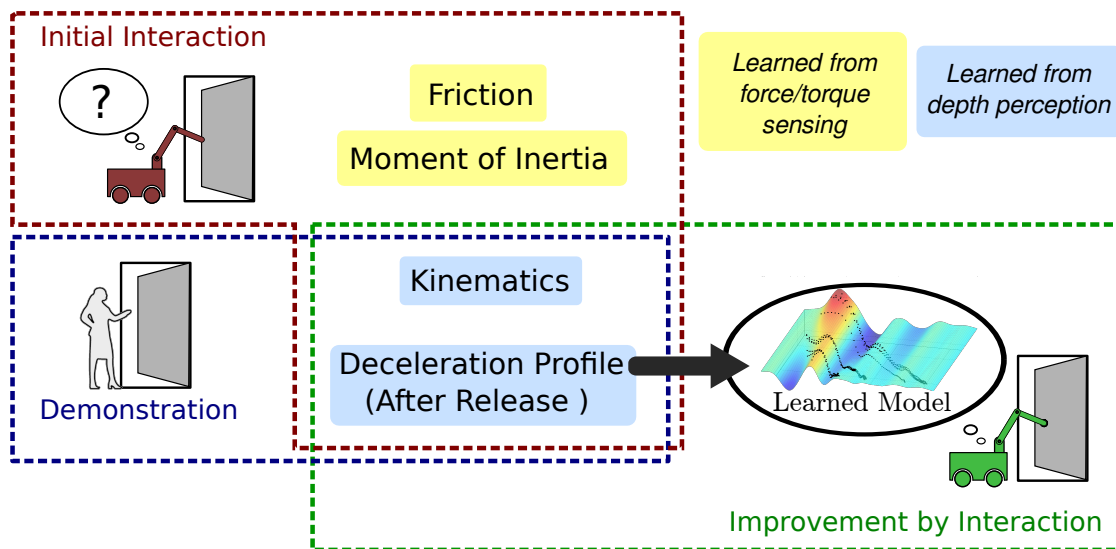 Initial Interaction
?
Friction
Moment of Inertia
Learned from
force/torque
sensing
Learned from
depth perception
Kinematics
Deceleration Profile
(After Release )
Demonstration
Learned Model
Improvement by Interaction